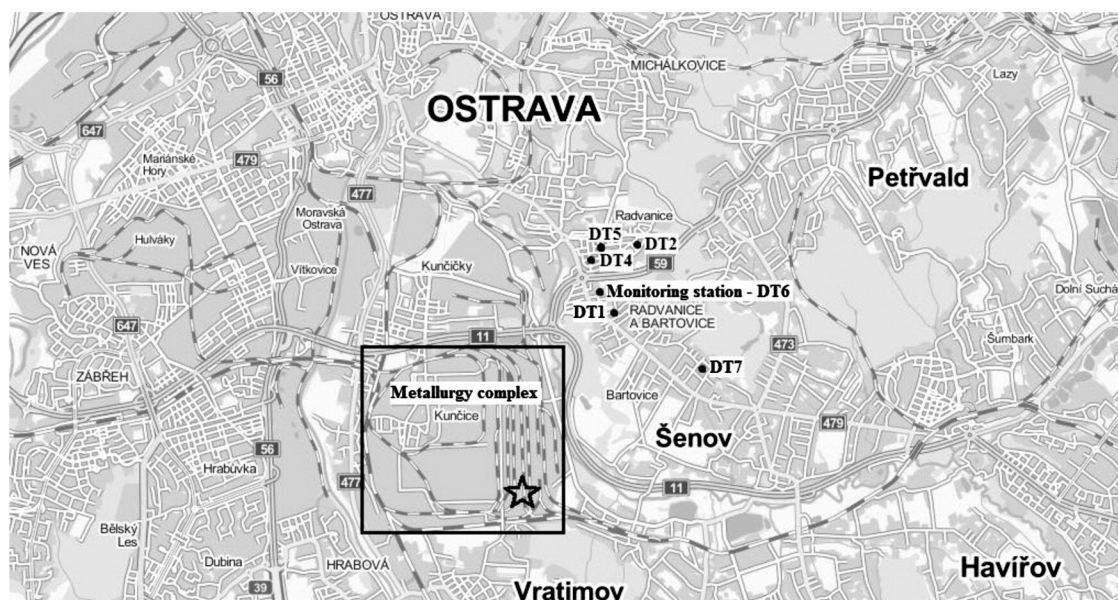 OSTRAVA
56
MICHÁLKOVICE
Lazy
OSTRAVA
647
479
Mariánské
Hory
477
Petřvald
Moravská
Ostrava
Radvanice
DT5
DT2
NOVÁ
VES
Hulváky
Vítkovice
Kunčičky
DT4
59
Monitoring station - DT6
Dolní Suchá
DT1
RADVANICE
A BARTOVICE
647
11
473
Šumbark
ZÁBŘEH
DT7
Metallurgy complex
Bartovice
Kunčice
479
Šenov
56
Hrabůvka
477
11
Bělský
Les
Dubina
HRABOVÁ
Havířov
39
Vratimov